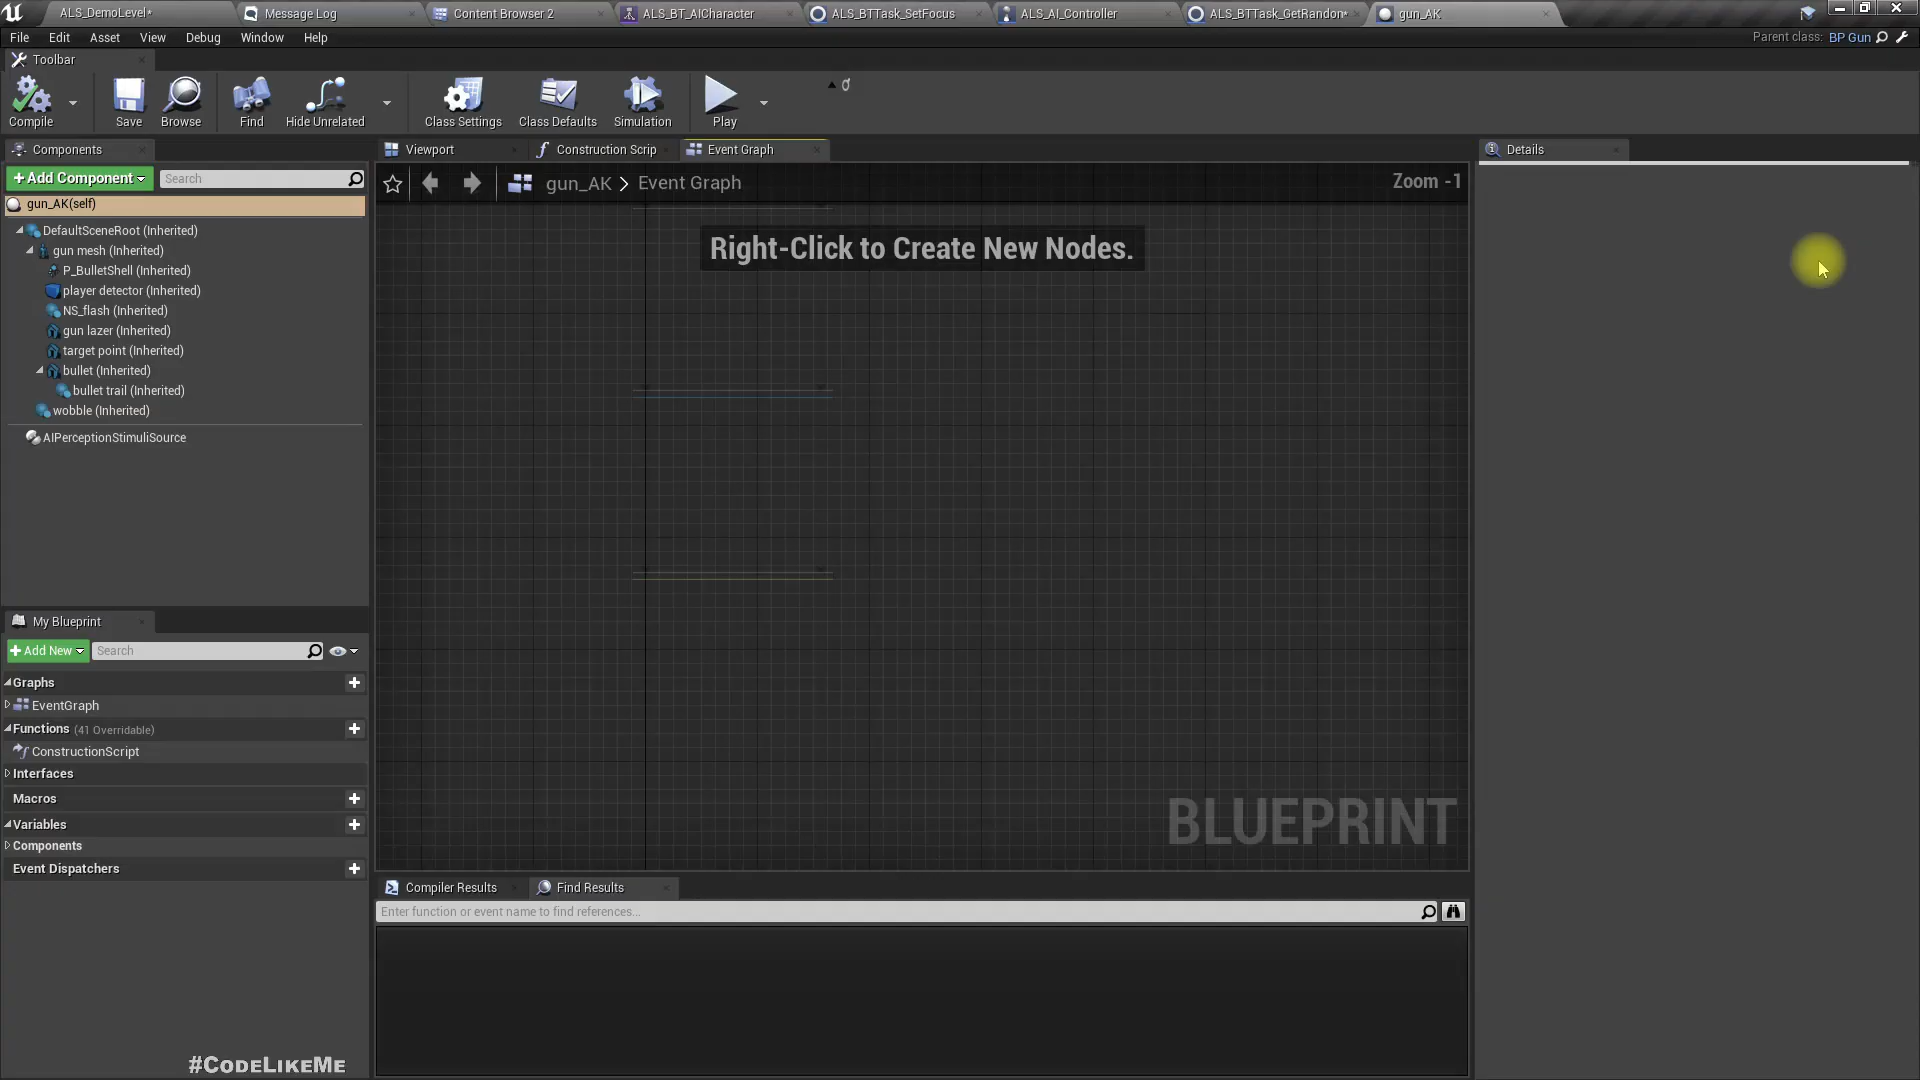 ALS_DemoLevel*
Message Log
Content Browser 2
ALS_BT_AICharacter
ALS_BTTask_SetFocus
ALS_AI_Controller
ALS_BTTask_GetRandon*
gun_AK
File
Edit
Asset
View
Debug
Window
Help
Parent class: BP Gun
Toolbar
Compile
Save
Browse
Find
Hide Unrelated
Class Settings
Class Defaults
Simulation
Play
Components
Viewport
Construction Scrip
Event Graph
Details
+Add Component
Search
gun_AK > Event Graph
Zoom -1
gun_AK(self)
DefaultSceneRoot (Inherited)
gun mesh (Inherited)
P_BulletShell (Inherited)
player detector (Inherited)
NS_flash (Inherited)
gun lazer (Inherited)
target point (Inherited)
bullet (Inherited)
bullet trail (Inherited)
wobble (Inherited)
AIPerceptionStimuliSource
Right-Click to Create New Nodes.
My Blueprint
+Add New
Search
Graphs
EventGraph
Functions (41 Overridable)
ConstructionScript
Interfaces
Macros
Variables
Components
Event Dispatchers
BLUEPRINT
Compiler Results
Find Results
Enter function or event name to find references...
#CodeLikeMe